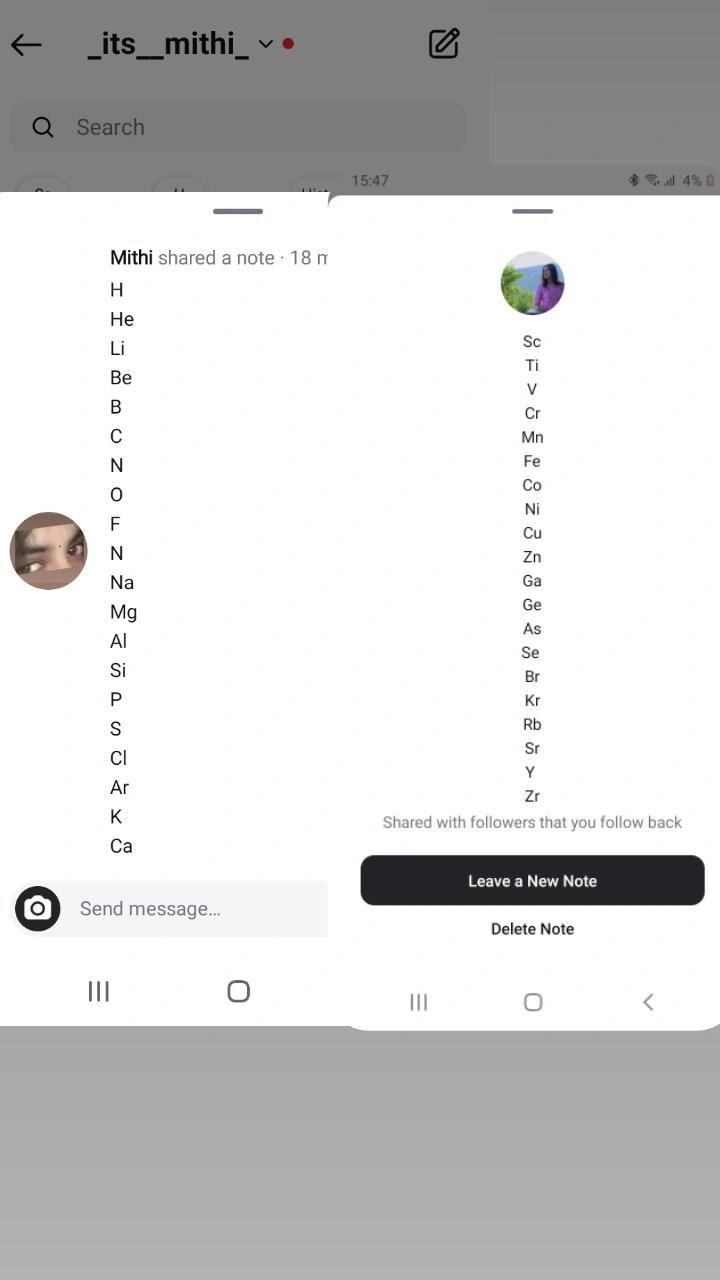 _its__mithi_
Search
15:47
4%
Mithi shared a note · 18 m
H
He
Li
Be
B
C
N
O
F
N
Na
Mg
Al
Si
P
S
Cl
Ar
K
Ca
Send message...
Sc
Ti
V
Cr
Mn
Fe
Co
Ni
Cu
Zn
Ga
Ge
As
Se
Br
Kr
Rb
Sr
Y
Zr
Shared with followers that you follow back
Leave a New Note
Delete Note